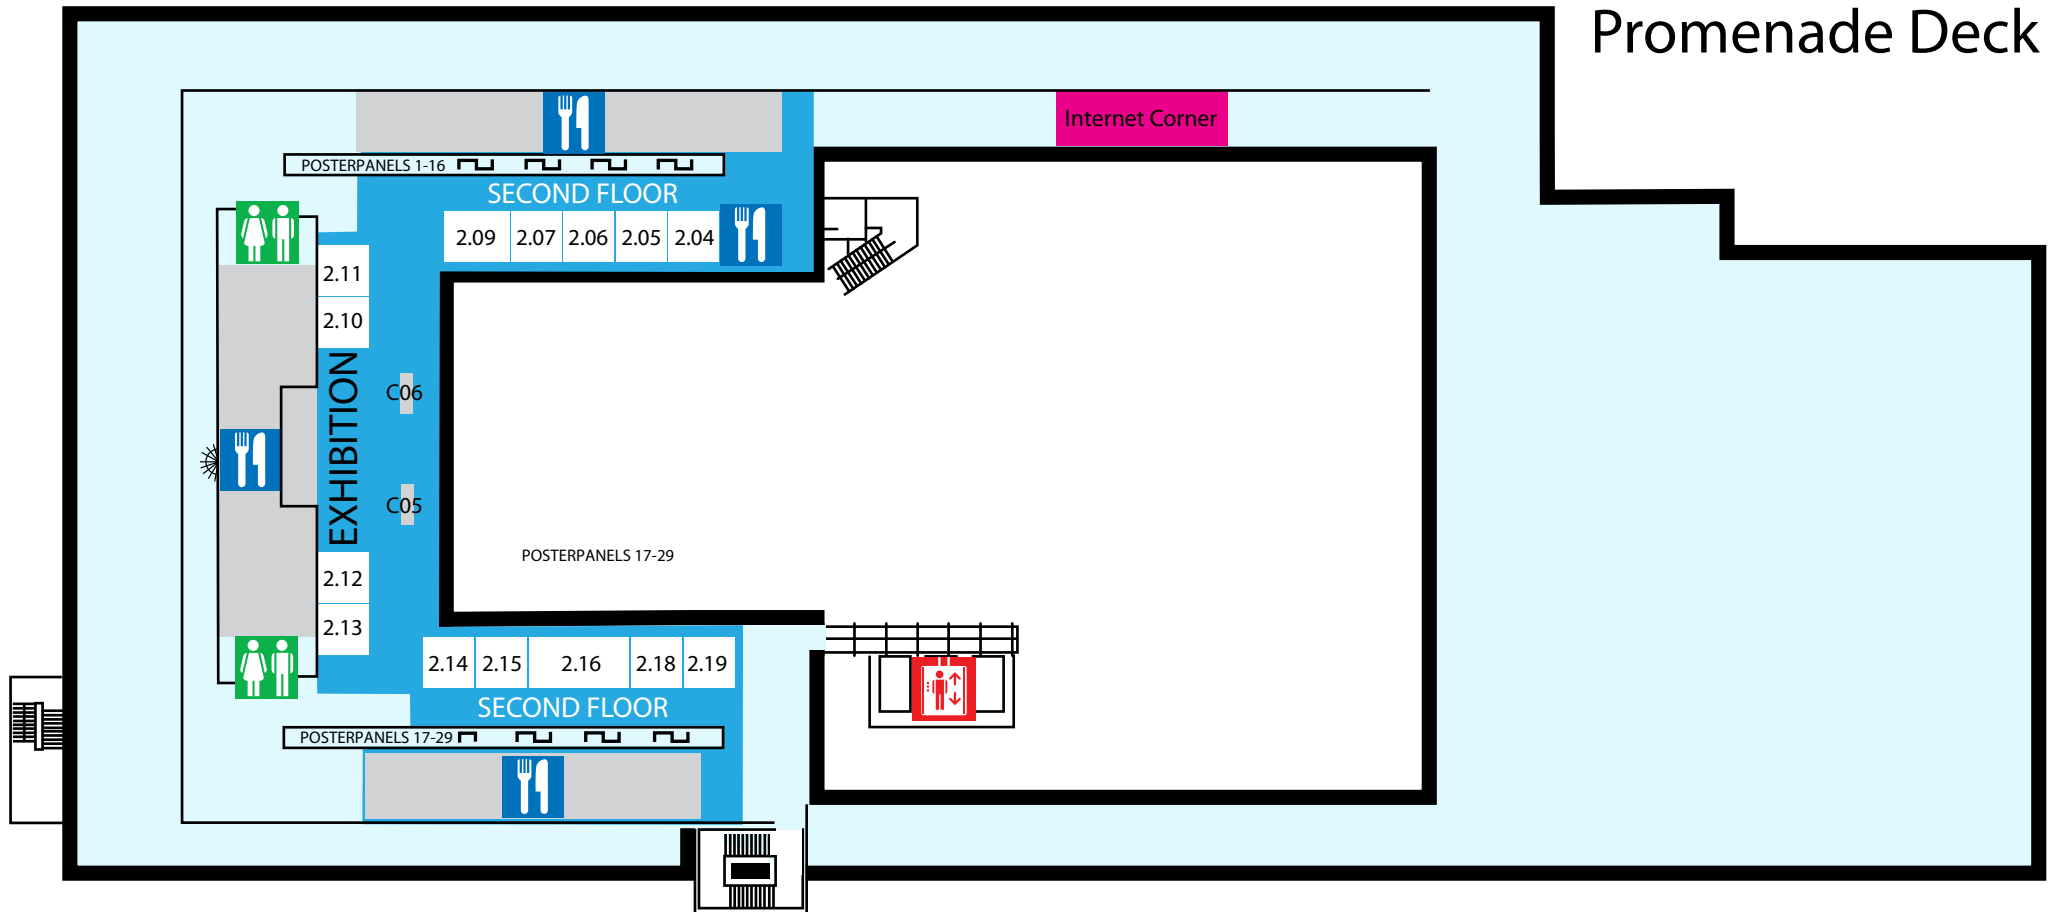 Promenade Deck
Internet Corner
POSTERPANELS 1-16
SECOND FLOOR
2.09
2.07
2.06
2.05
2.04
2.11
2.10
EXHIBITION
C06
C05
POSTERPANELS 17-29
2.12
2.13
2.14
2.15
2.16
2.18
2.19
SECOND FLOOR
POSTERPANELS 17-29